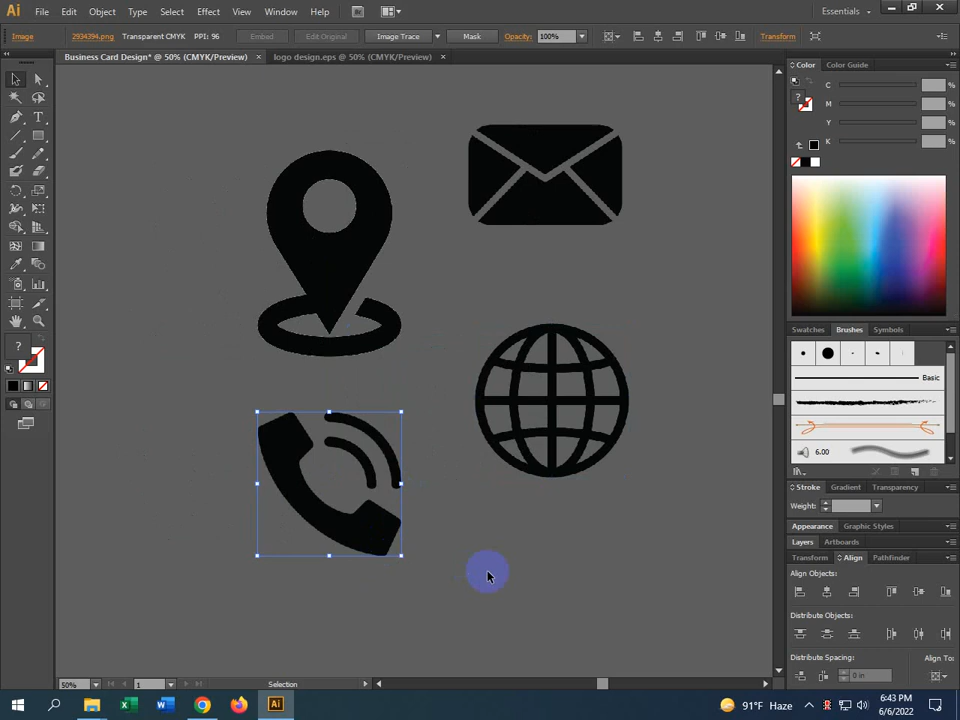 Ai File Edit Object Type Select Effect View Window Help Br Essentials
Image 2934394.png Transparent CMYK PPI: 96 Embed Edit Original Image Trace Mask Opacity: 100% Transform
Business Card Design* @ 50% (CMYK/Preview) × logo design.eps @ 50% (CMYK/Preview) ×
Color Color Guide
C %
M %
Y %
K %
Swatches Brushes Symbols
Basic
6.00
Stroke Gradient Transparency
Weight:
Appearance Graphic Styles
Layers Artboards
Transform Align Pathfinder
Align Objects:
Distribute Objects:
Distribute Spacing: Align To:
0 in
50% 1 Selection
91°F Haze 6:43 PM
6/6/2022